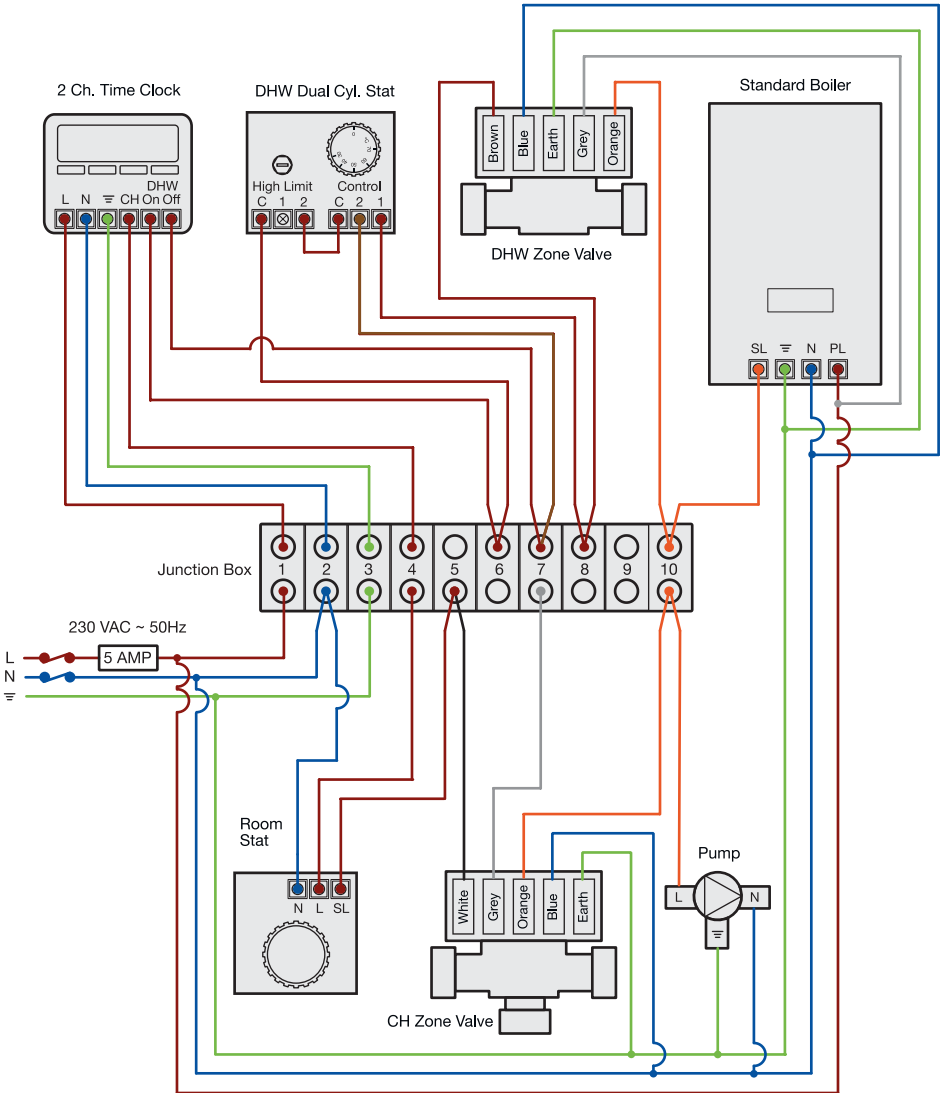 2 Ch. Time Clock
DHW
L N CH On Off
DHW Dual Cyl. Stat
High Limit Control
C 1 2 C 2 1
Brown
Blue
Earth
Grey
Orange
DHW Zone Valve
Standard Boiler
SL N PL
Junction Box
1 2 3 4 5 6 7 8 9 10
230 VAC ~ 50Hz
L
5 AMP
N
Room
Stat
N L SL
White
Grey
Orange
Blue
Earth
CH Zone Valve
Pump
L N